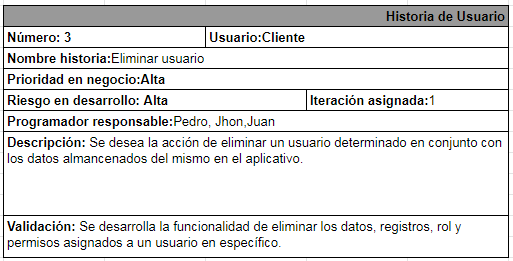 Historia de Usuario
Número: 3 Usuario:Cliente
Nombre historia:Eliminar usuario
Prioridad en negocio:Alta
Riesgo en desarrollo: Alta Iteración asignada:1
Programador responsable:Pedro, Jhon,Juan
Descripción: Se desea la acción de eliminar un usuario determinado en conjunto con
los datos almancenados del mismo en el aplicativo.
Validación: Se desarrolla la funcionalidad de eliminar los datos, registros, rol y
permisos asignados a un usuario en específico.